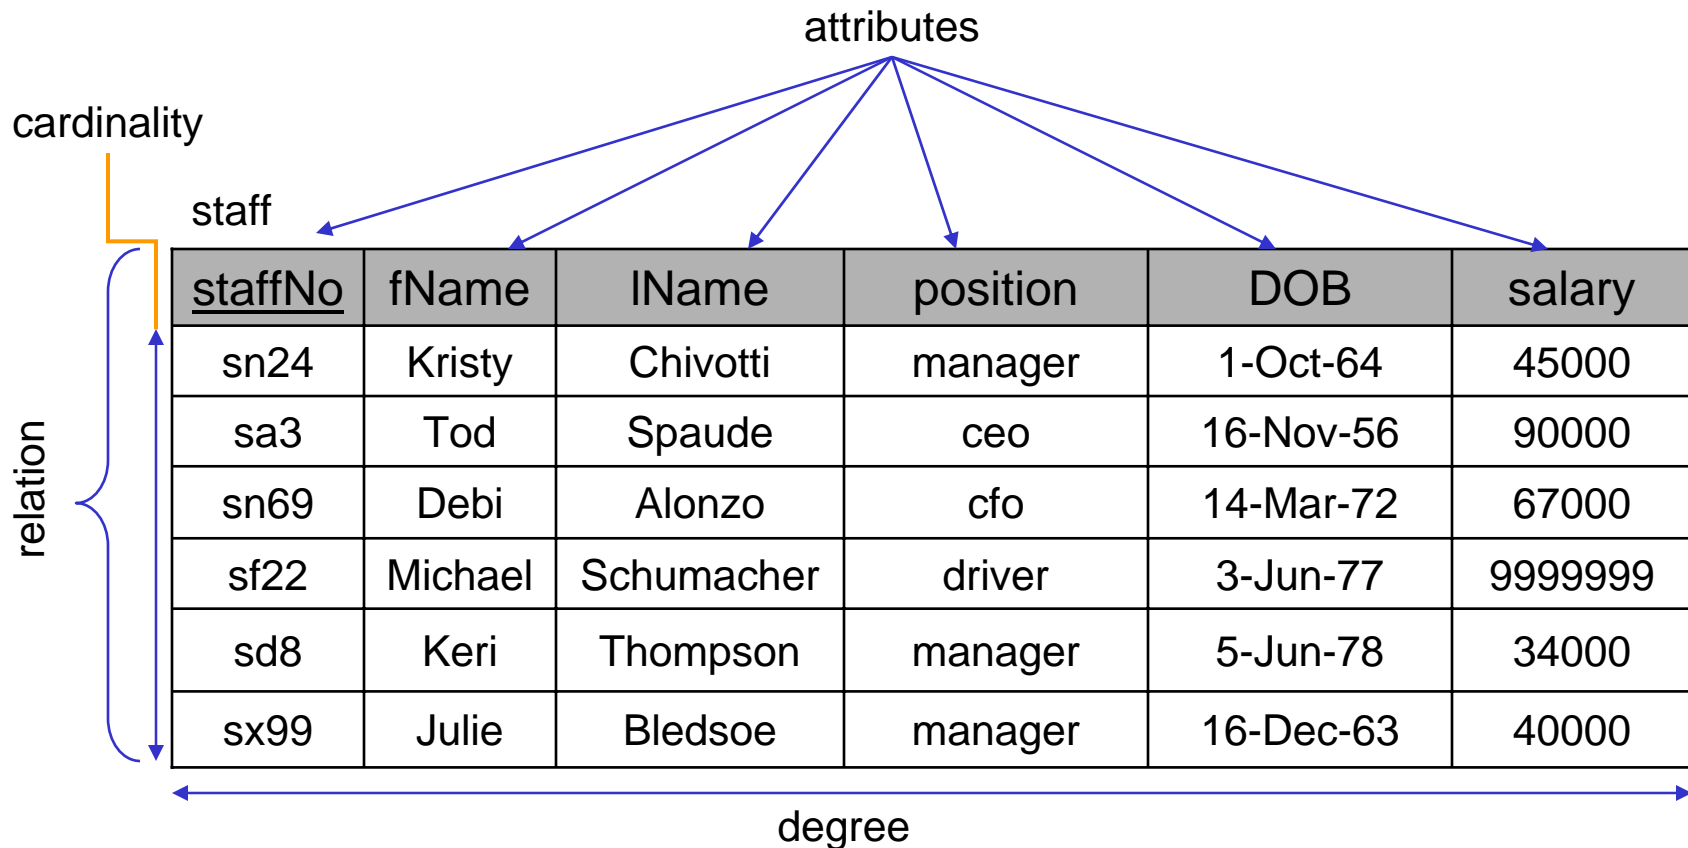 attributes
cardinality
staff
staffNo fName lName position DOB salary
sn24 Kristy Chivotti manager 1-Oct-64 45000
sa3 Tod Spaude ceo 16-Nov-56 90000
sn69 Debi Alonzo cfo 14-Mar-72 67000
sf22 Michael Schumacher driver 3-Jun-77 9999999
sd8 Keri Thompson manager 5-Jun-78 34000
sx99 Julie Bledsoe manager 16-Dec-63 40000
relation
degree